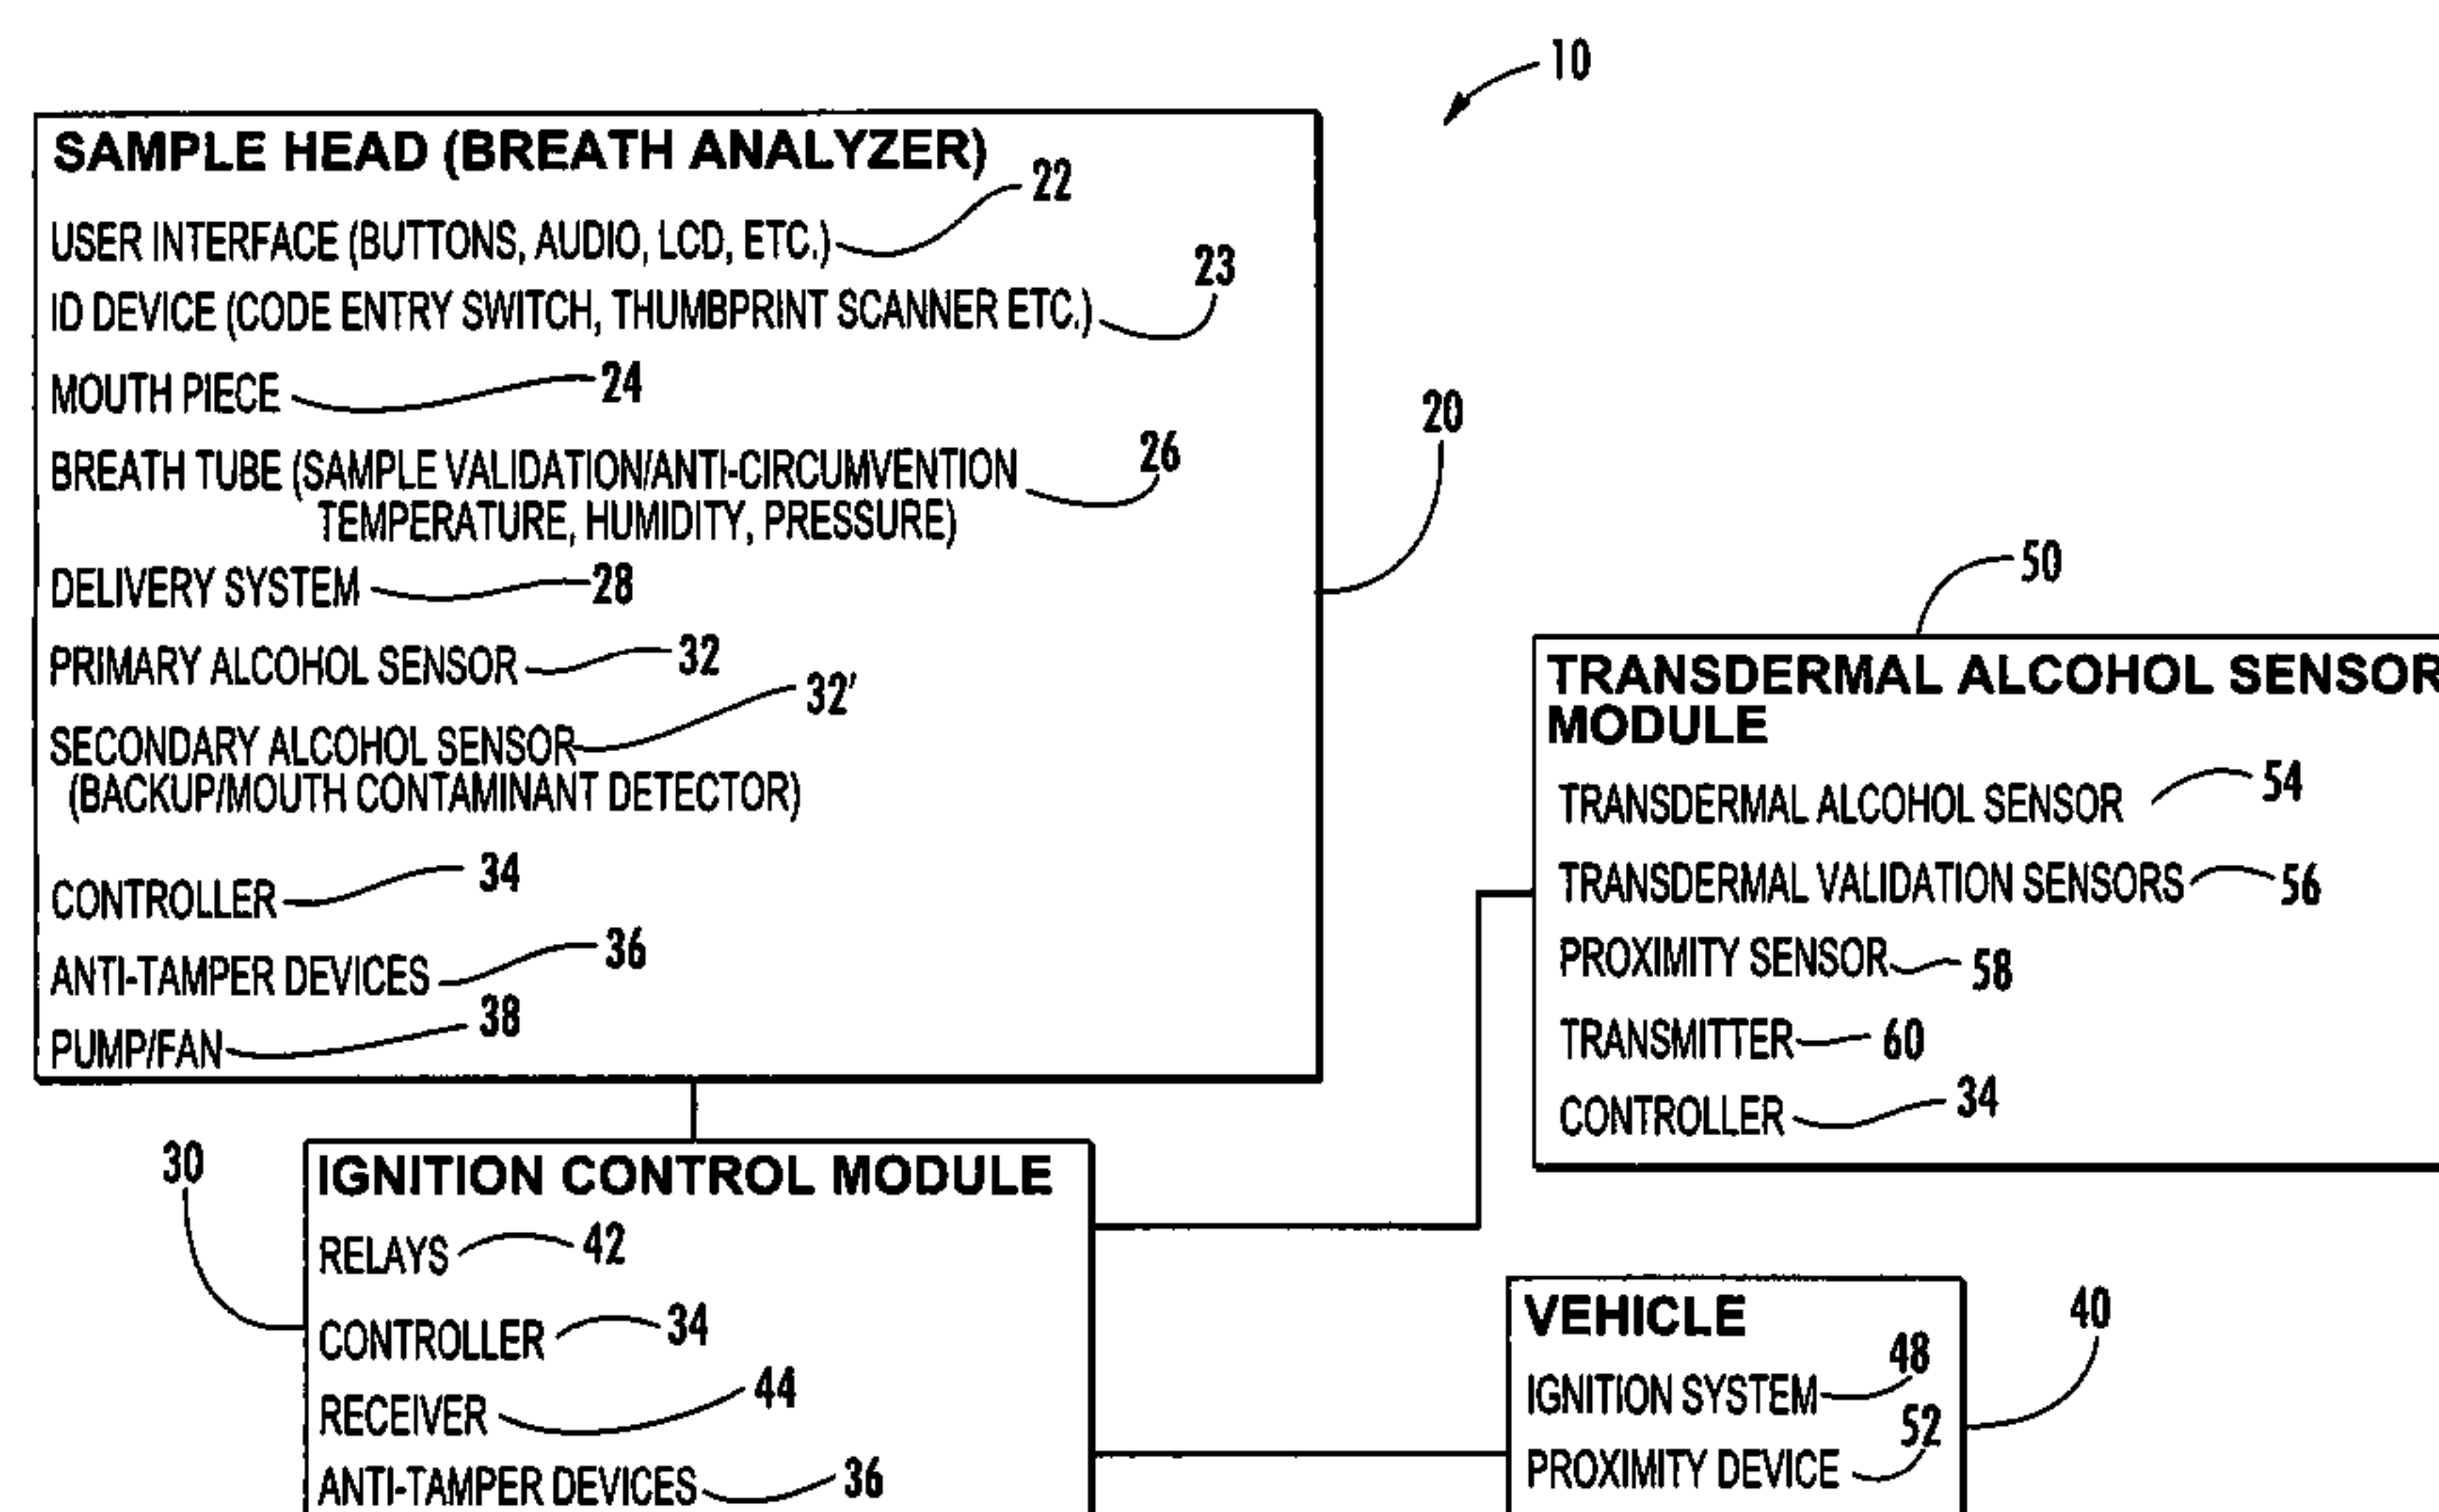 10
SAMPLE HEAD (BREATH ANALYZER)
USER INTERFACE (BUTTONS, AUDIO, LCD, ETC.) 22
ID DEVICE (CODE ENTRY SWITCH, THUMBPRINT SCANNER ETC.) 23
MOUTH PIECE 24
BREATH TUBE (SAMPLE VALIDATION/ANTI-CIRCUMVENTION 26
TEMPERATURE, HUMIDITY, PRESSURE)
DELIVERY SYSTEM 28
PRIMARY ALCOHOL SENSOR 32
SECONDARY ALCOHOL SENSOR 32'
(BACKUP/MOUTH CONTAMINANT DETECTOR)
CONTROLLER 34
ANTI-TAMPER DEVICES 36
PUMP/FAN 38
20
50
TRANSDERMAL ALCOHOL SENSOR
MODULE
TRANSDERMAL ALCOHOL SENSOR 54
TRANSDERMAL VALIDATION SENSORS 56
PROXIMITY SENSOR 58
TRANSMITTER 60
CONTROLLER 34
30
IGNITION CONTROL MODULE
RELAYS 42
CONTROLLER 34
RECEIVER 44
ANTI-TAMPER DEVICES 36
VEHICLE
40
IGNITION SYSTEM 48
PROXIMITY DEVICE 52